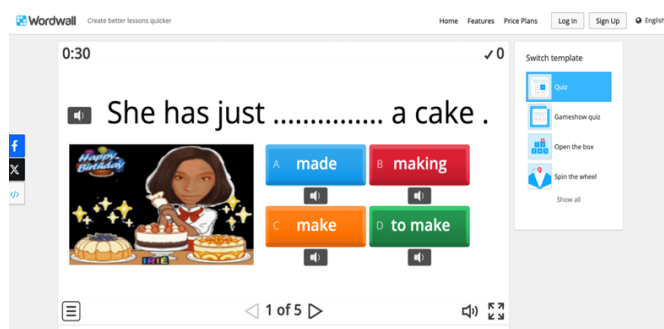 Wordwall Create better lessons quicker Home Features Price Plans Log In Sign Up English
0:30 ✓ 0
She has just ............... a cake .
Happy Birthday
IRIE
A made
B making
C make
D to make
1 of 5
Switch template
Quiz
Gameshow quiz
Open the box
Spin the wheel
Show all